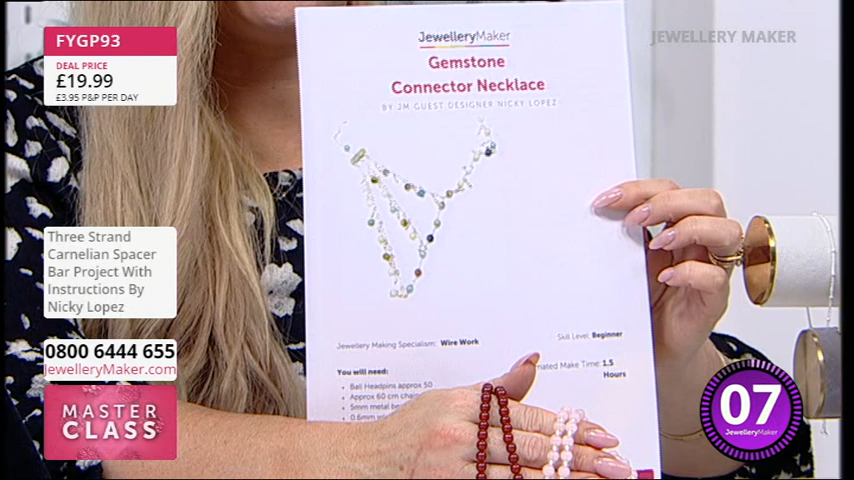 FYGP93
DEAL PRICE
£19.99
£3.95 P&P PER DAY
Three Strand
Carnelian Spacer
Bar Project With
Instructions By
Nicky Lopez
0800 6444 655
JewelleryMaker.com
MASTER
CLASS
JewelleryMaker
Gemstone
Connector Necklace
BY JM GUEST DESIGNER NICKY LOPEZ
Jewellery Making Specialism: Wire Work
Skill Level: Beginner
Make Time: 1.5
Hours
You will need:
• Ball Headpins approx 50
• Approx 60 cm chain
• 5mm metal
• 0.6mm
JEWELLERY MAKER
07
JewelleryMaker